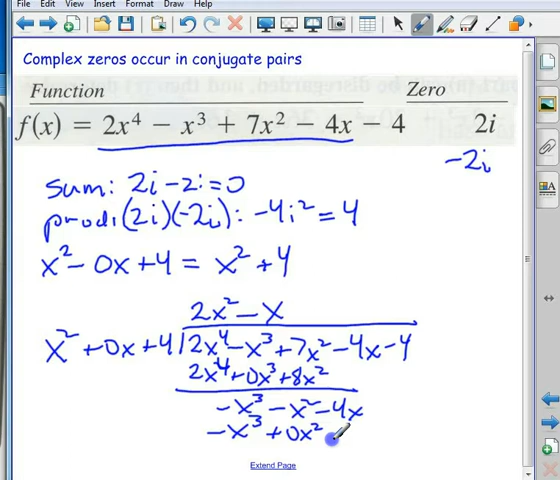 Edit View Insert Format Draw Help
Complex zeros occur in conjugate pairs
Function Zero
f(x) = 2x⁴ − x³ + 7x² − 4x − 4 2i
-2i
sum: 2i -2i = 0
prod: (2i)(-2i): -4i² = 4
x² - 0x + 4 = x² + 4
2x² - x
x² + 0x + 4 | 2x⁴ - x³ + 7x² - 4x - 4
2x⁴ + 0x³ + 8x²
-x³ - x² - 4x
-x³ + 0x²
Extend Page